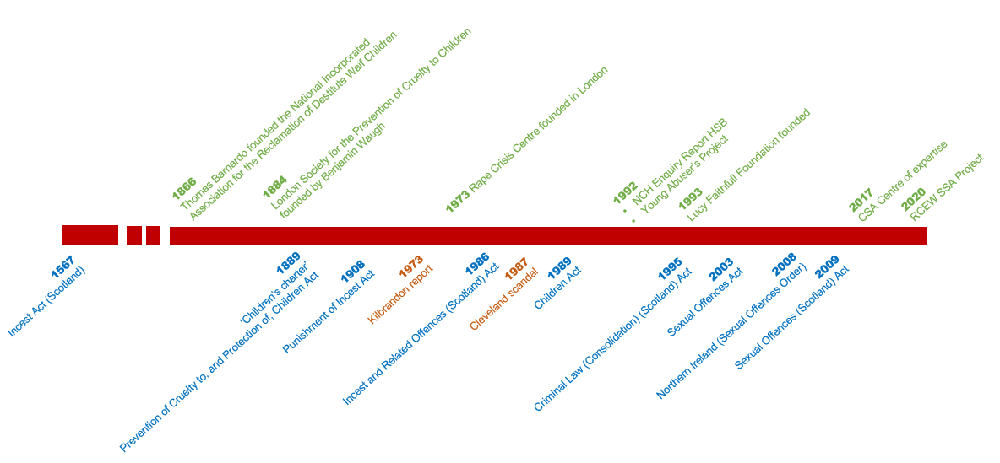 1866
Thomas Barnardo founded the National Incorporated
Association for the Reclamation of Destitute Waif Children
1884
London Society for the Prevention of Cruelty to Children
founded by Benjamin Waugh
1973 Rape Crisis Centre founded in London
1992
• NCH Enquiry Report HSB
• Young Abuser's Project
1993
Lucy Faithfull Foundation founded
2017
CSA Centre of expertise
2020
RCEW SSA Project
1567
Incest Act (Scotland)
1889
'Children's charter'
Prevention of Cruelty to, and Protection of, Children Act
1908
Punishment of Incest Act
1973
Kilbrandon report
1986
Incest and Related Offences (Scotland) Act
1987
Cleveland scandal
1989
Children Act
1995
Criminal Law (Consolidation) (Scotland) Act
2003
Sexual Offences Act
2008
Northern Ireland (Sexual Offences Order)
2009
Sexual Offences (Scotland) Act